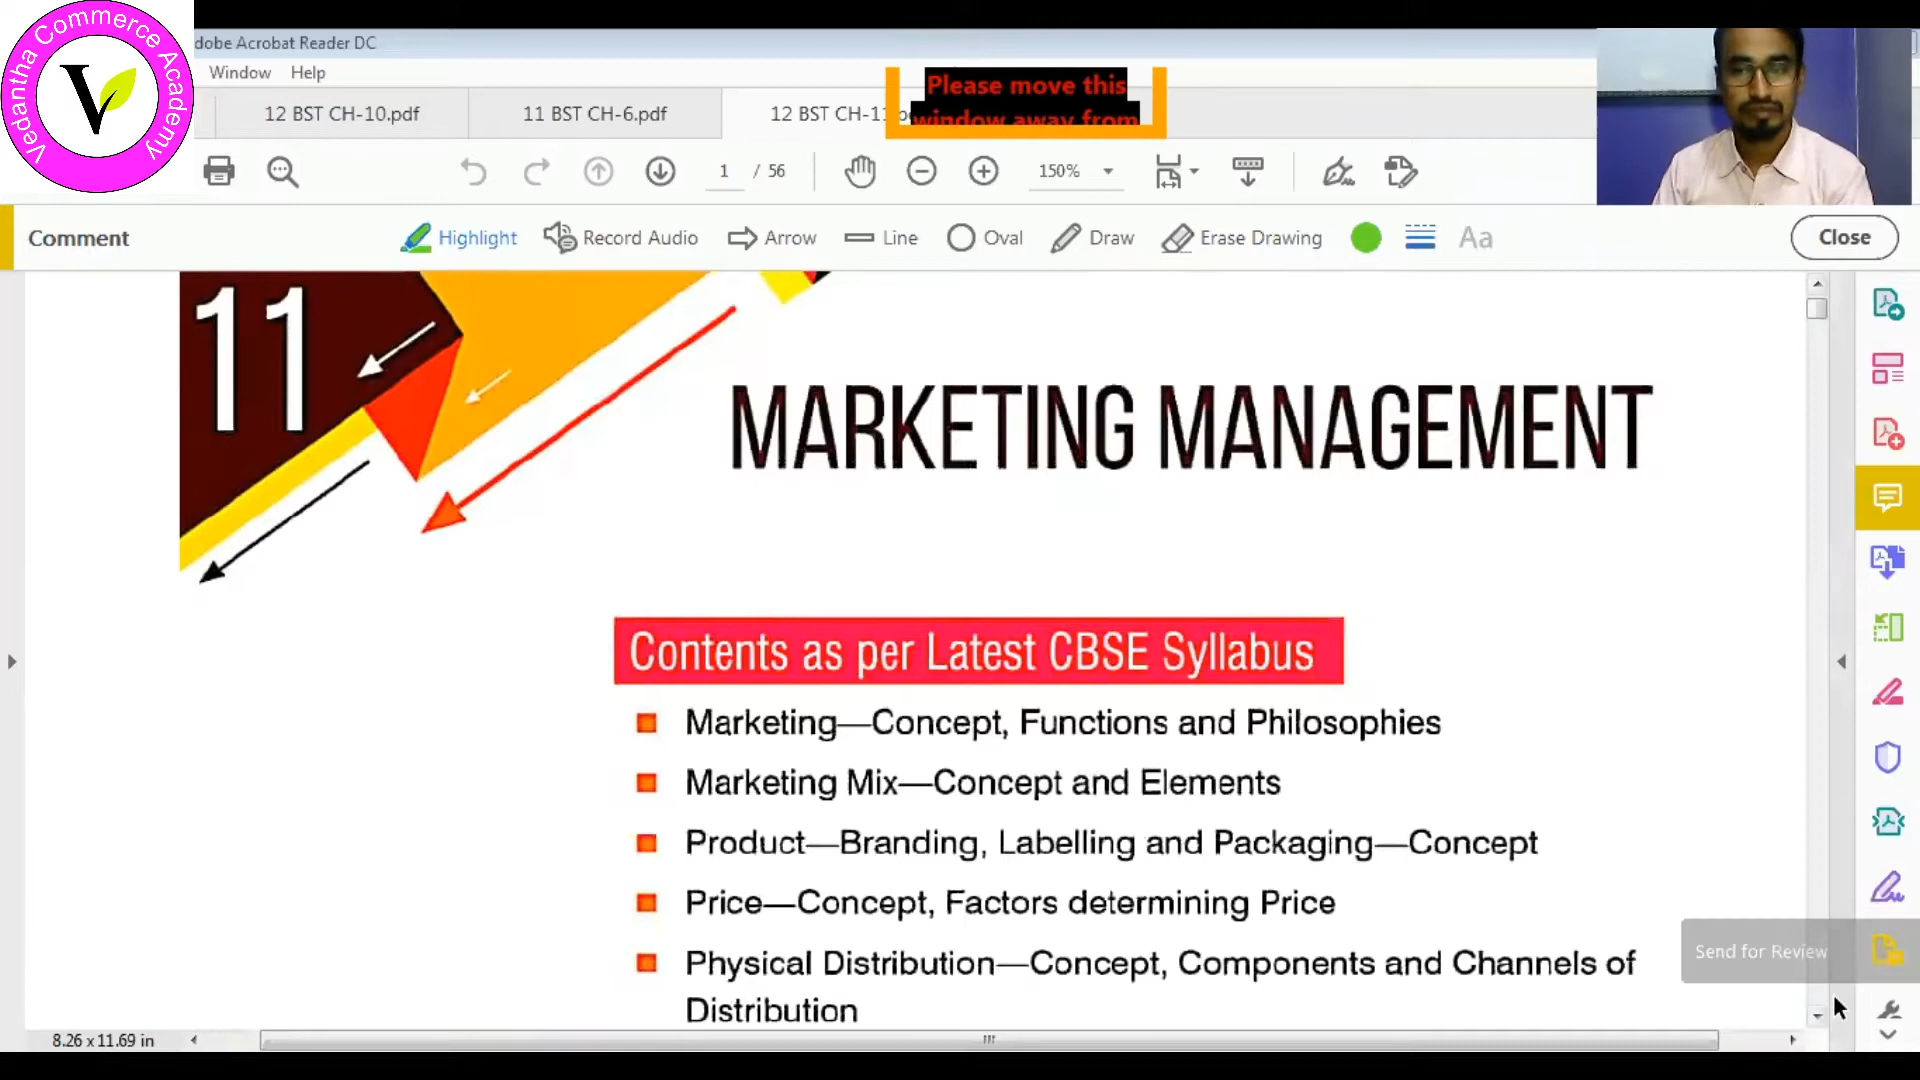 Vedantha Commerce Academy
V
dobe Acrobat Reader DC
Window Help
12 BST CH-10.pdf
11 BST CH-6.pdf
12 BST CH-11
Please move this
window away from
1 / 56
150%
Comment
Highlight
Record Audio
Arrow
Line
Oval
Draw
Erase Drawing
Aa
Close
11
MARKETING MANAGEMENT
Contents as per Latest CBSE Syllabus
Marketing—Concept, Functions and Philosophies
Marketing Mix—Concept and Elements
Product—Branding, Labelling and Packaging—Concept
Price—Concept, Factors determining Price
Physical Distribution—Concept, Components and Channels of
Distribution
Send for Review
8.26 x 11.69 in